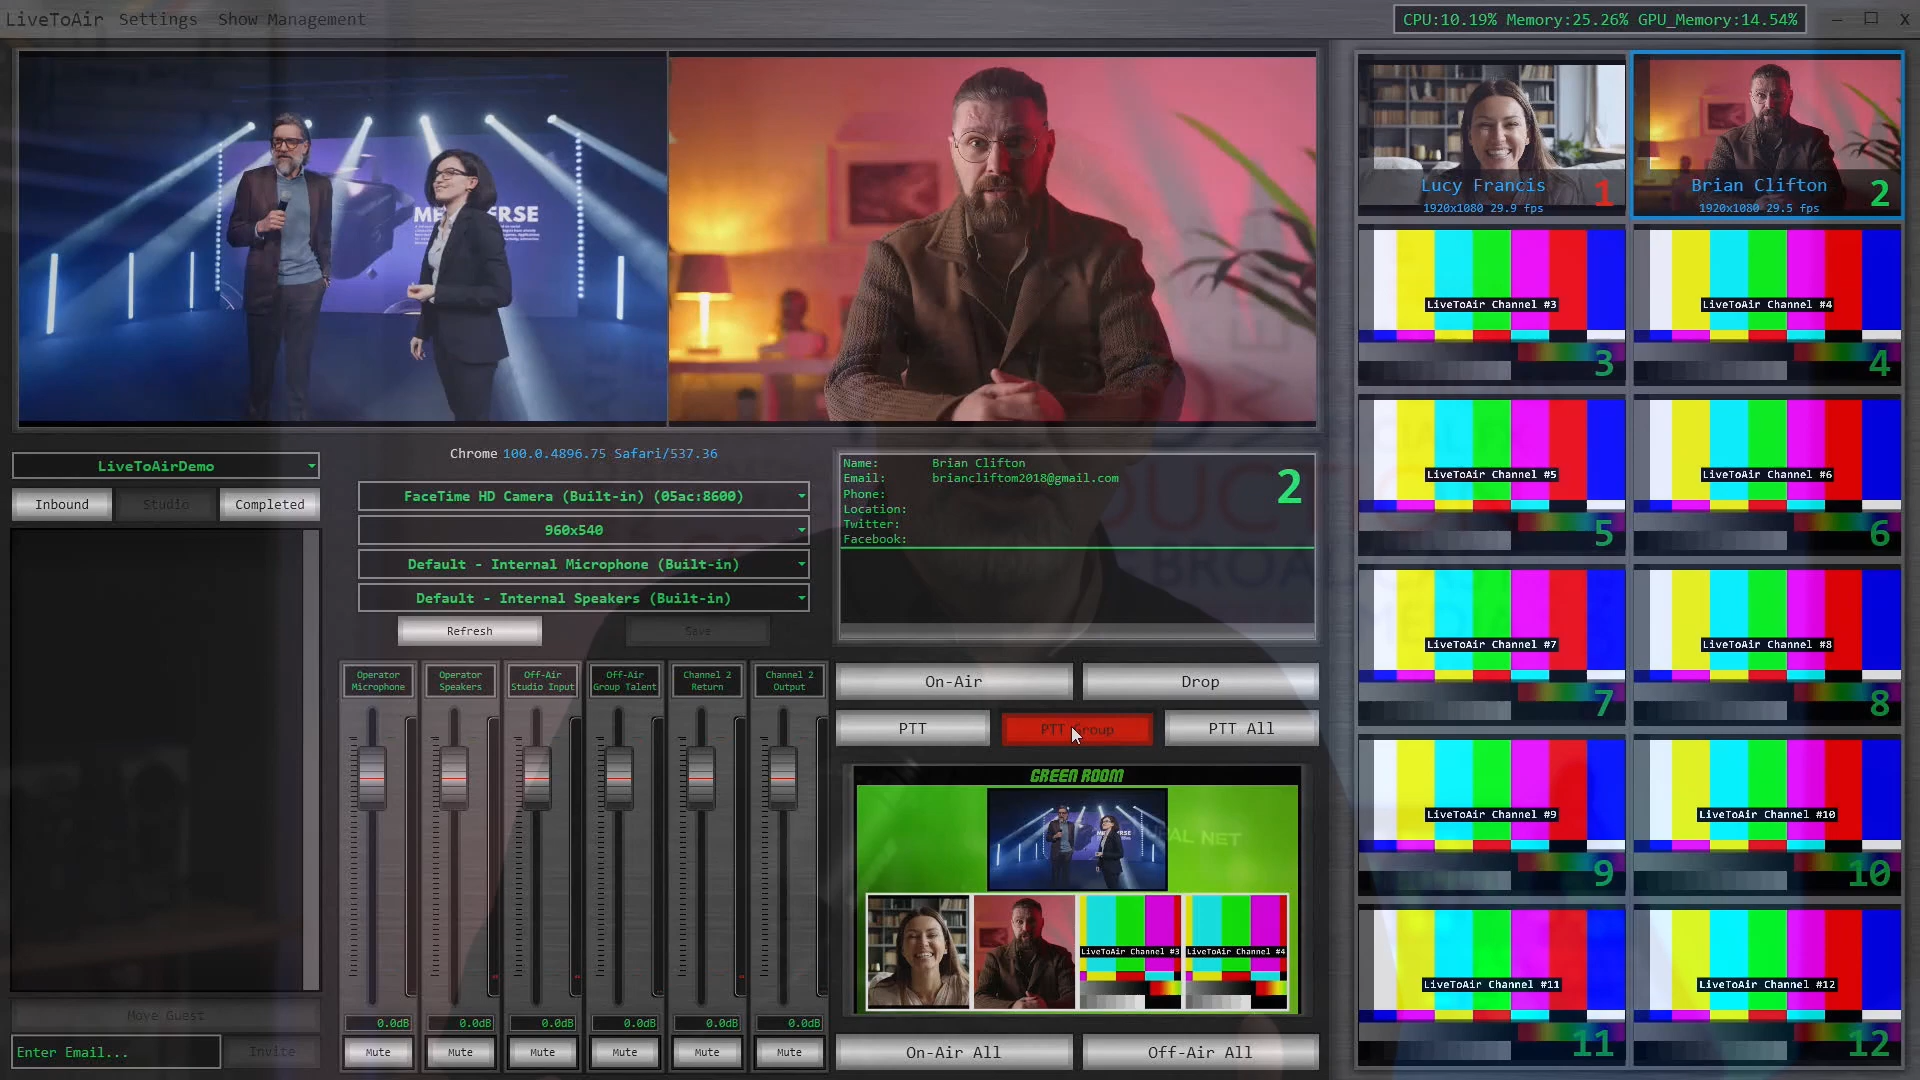 LiveToAir Settings Show Management
CPU:10.19% Memory:25.26% GPU_Memory:14.54%
X
Lucy Francis
1920x1080 29.9 fps
1
Brian Clifton
1920x1080 29.5 fps
2
LiveToAir Channel #3
3
LiveToAir Channel #4
4
LiveToAir Channel #5
5
LiveToAir Channel #6
6
LiveToAir Channel #7
7
LiveToAir Channel #8
8
LiveToAir Channel #9
9
LiveToAir Channel #10
10
LiveToAir Channel #11
11
LiveToAir Channel #12
12
LiveToAirDemo
Inbound
Studio
Completed
Move Guest
Enter Email...
Invite
Chrome 100.0.4896.75 Safari/537.36
FaceTime HD Camera (Built-in) (05ac:8600)
960x540
Default - Internal Microphone (Built-in)
Default - Internal Speakers (Built-in)
Refresh
Save
Operator
Microphone
Operator
Speakers
Off-Air
Studio Input
Off-Air
Group Talent
Channel 2
Return
Channel 2
Output
0.0dB
0.0dB
0.0dB
0.0dB
0.0dB
0.0dB
Mute
Mute
Mute
Mute
Mute
Mute
Name: Brian Clifton
Email: briancliftom2018@gmail.com
Phone:
Location:
Twitter:
Facebook:
2
On-Air
Drop
PTT
PTT Group
PTT All
GREEN ROOM
LiveToAir Channel #3
LiveToAir Channel #4
On-Air All
Off-Air All